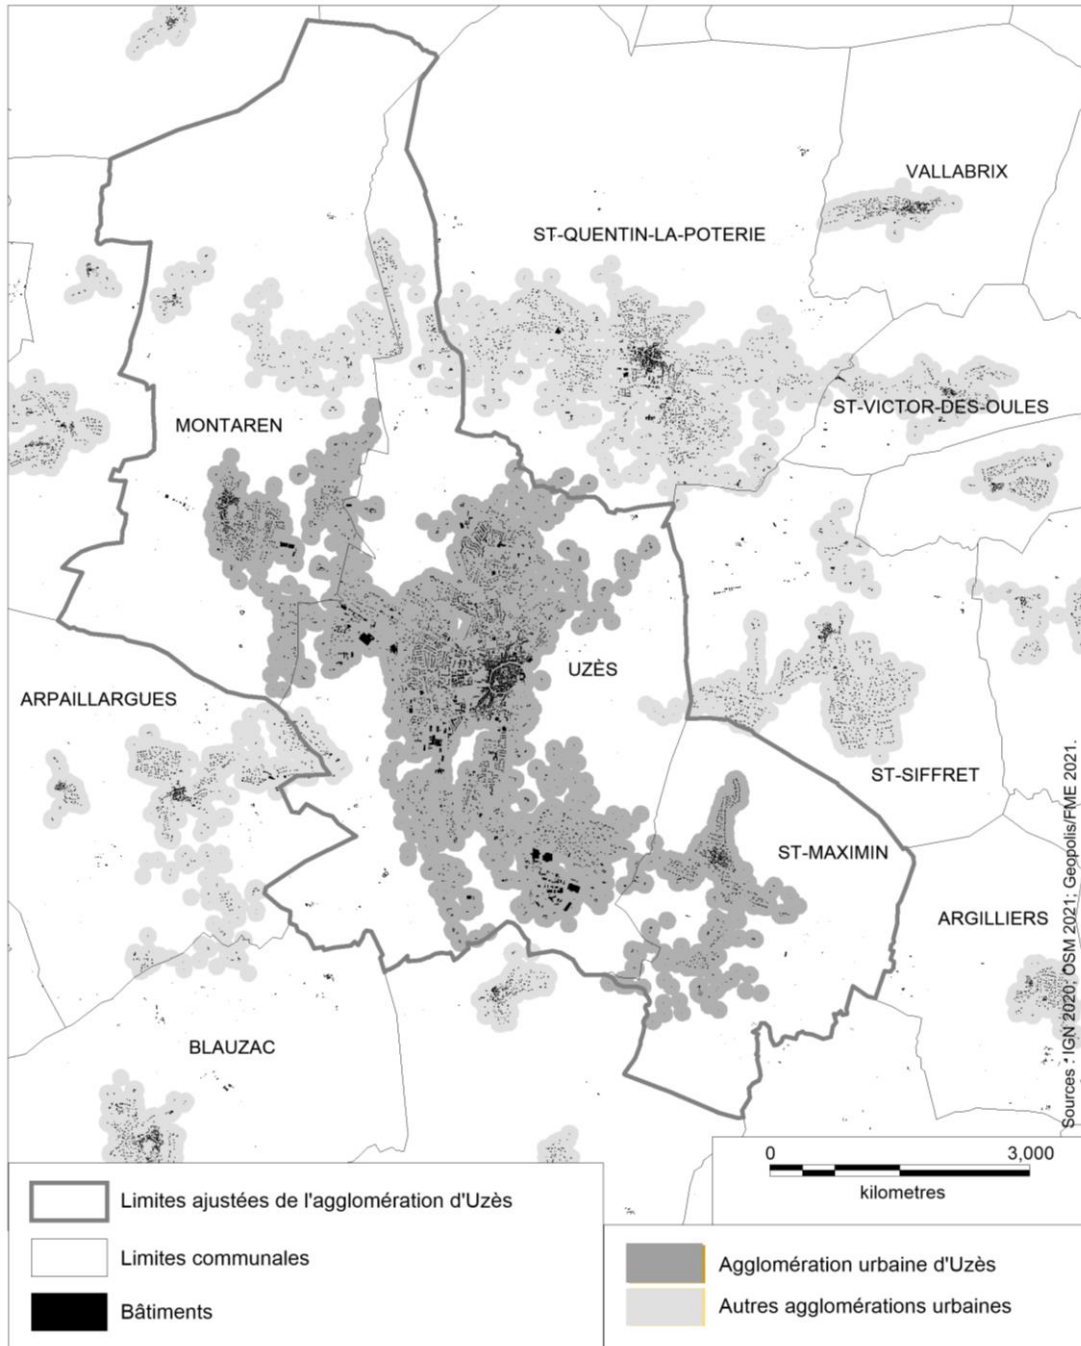 VALLABRIX
ST-QUENTIN-LA-POTERIE
ST-VICTOR-DES-OULES
MONTAREN
UZÈS
ARPAILLARGUES
ST-SIFFRET
ST-MAXIMIN
ARGILLIERS
BLAUZAC
Sources : IGN 2020; OSM 2021; Geopolis/FME 2021.
0 3,000
kilometres
Limites ajustées de l'agglomération d'Uzès
Limites communales
Bâtiments
Agglomération urbaine d'Uzès
Autres agglomérations urbaines